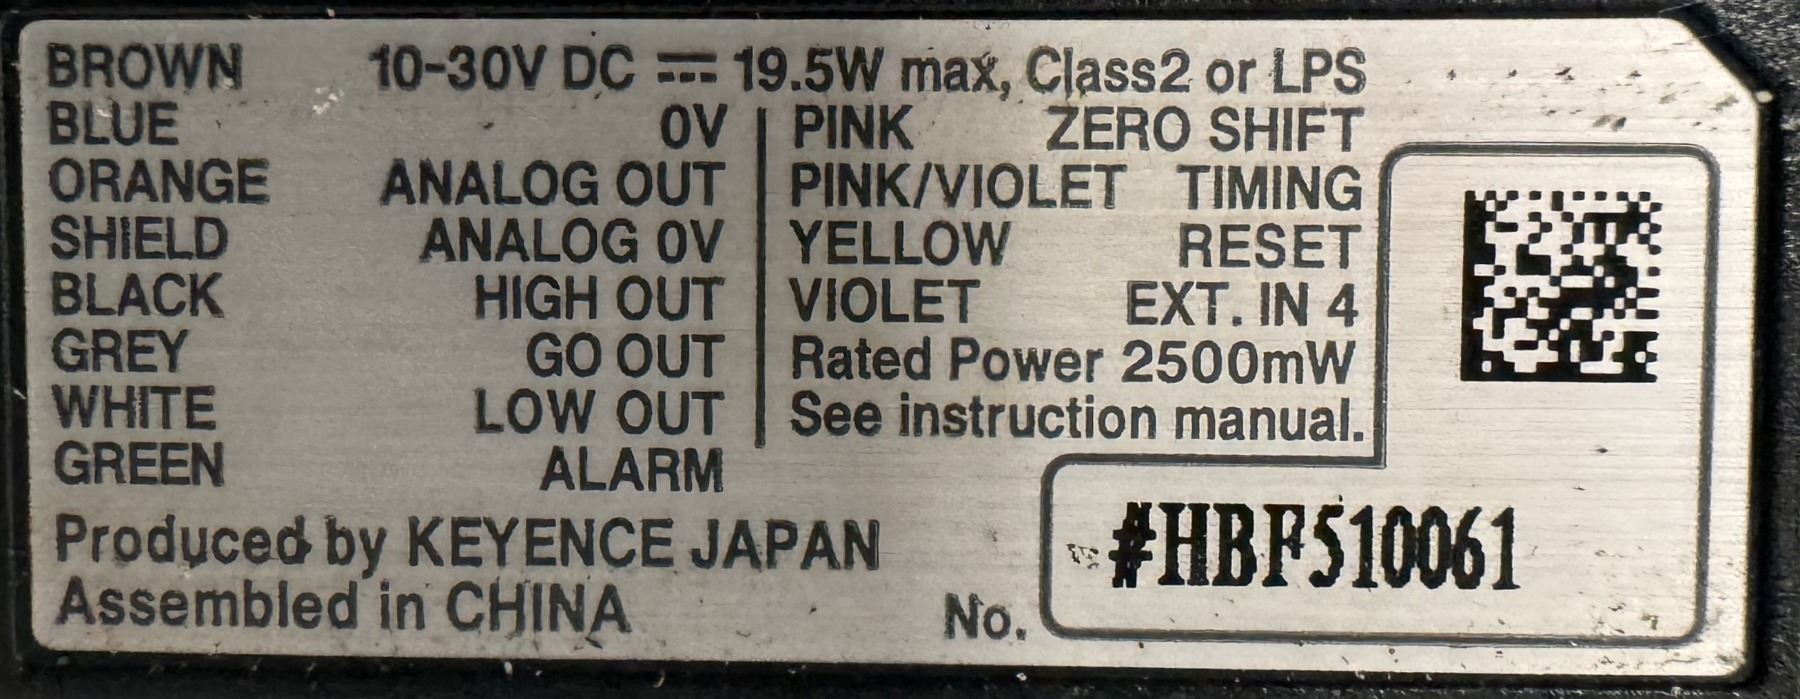 BROWN 10-30V DC ⎓ 19.5W max, Class2 or LPS
BLUE 0V
ORANGE ANALOG OUT
SHIELD ANALOG 0V
BLACK HIGH OUT
GREY GO OUT
WHITE LOW OUT
GREEN ALARM
PINK ZERO SHIFT
PINK/VIOLET TIMING
YELLOW RESET
VIOLET EXT. IN 4
Rated Power 2500mW
See instruction manual.
Produced by KEYENCE JAPAN
Assembled in CHINA
No. #HBF510061